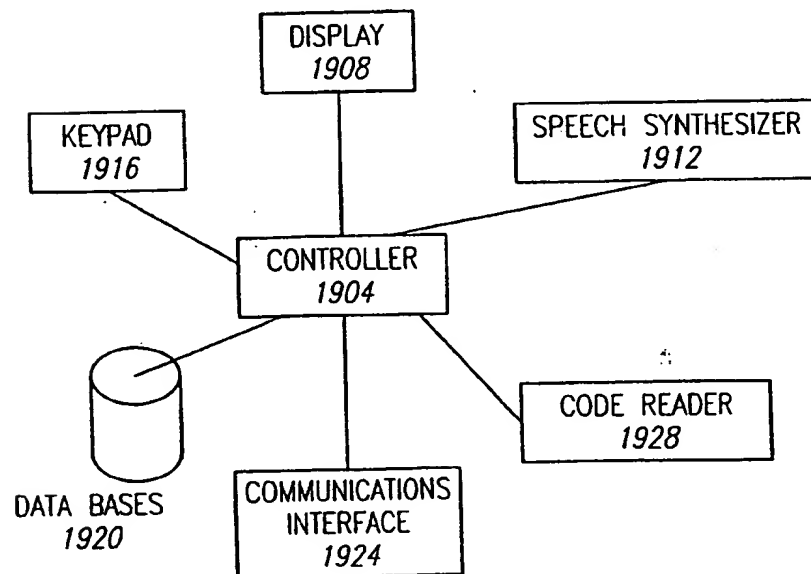 DISPLAY
1908
KEYPAD
1916
SPEECH SYNTHESIZER
1912
CONTROLLER
1904
CODE READER
1928
DATA BASES
1920
COMMUNICATIONS
INTERFACE
1924